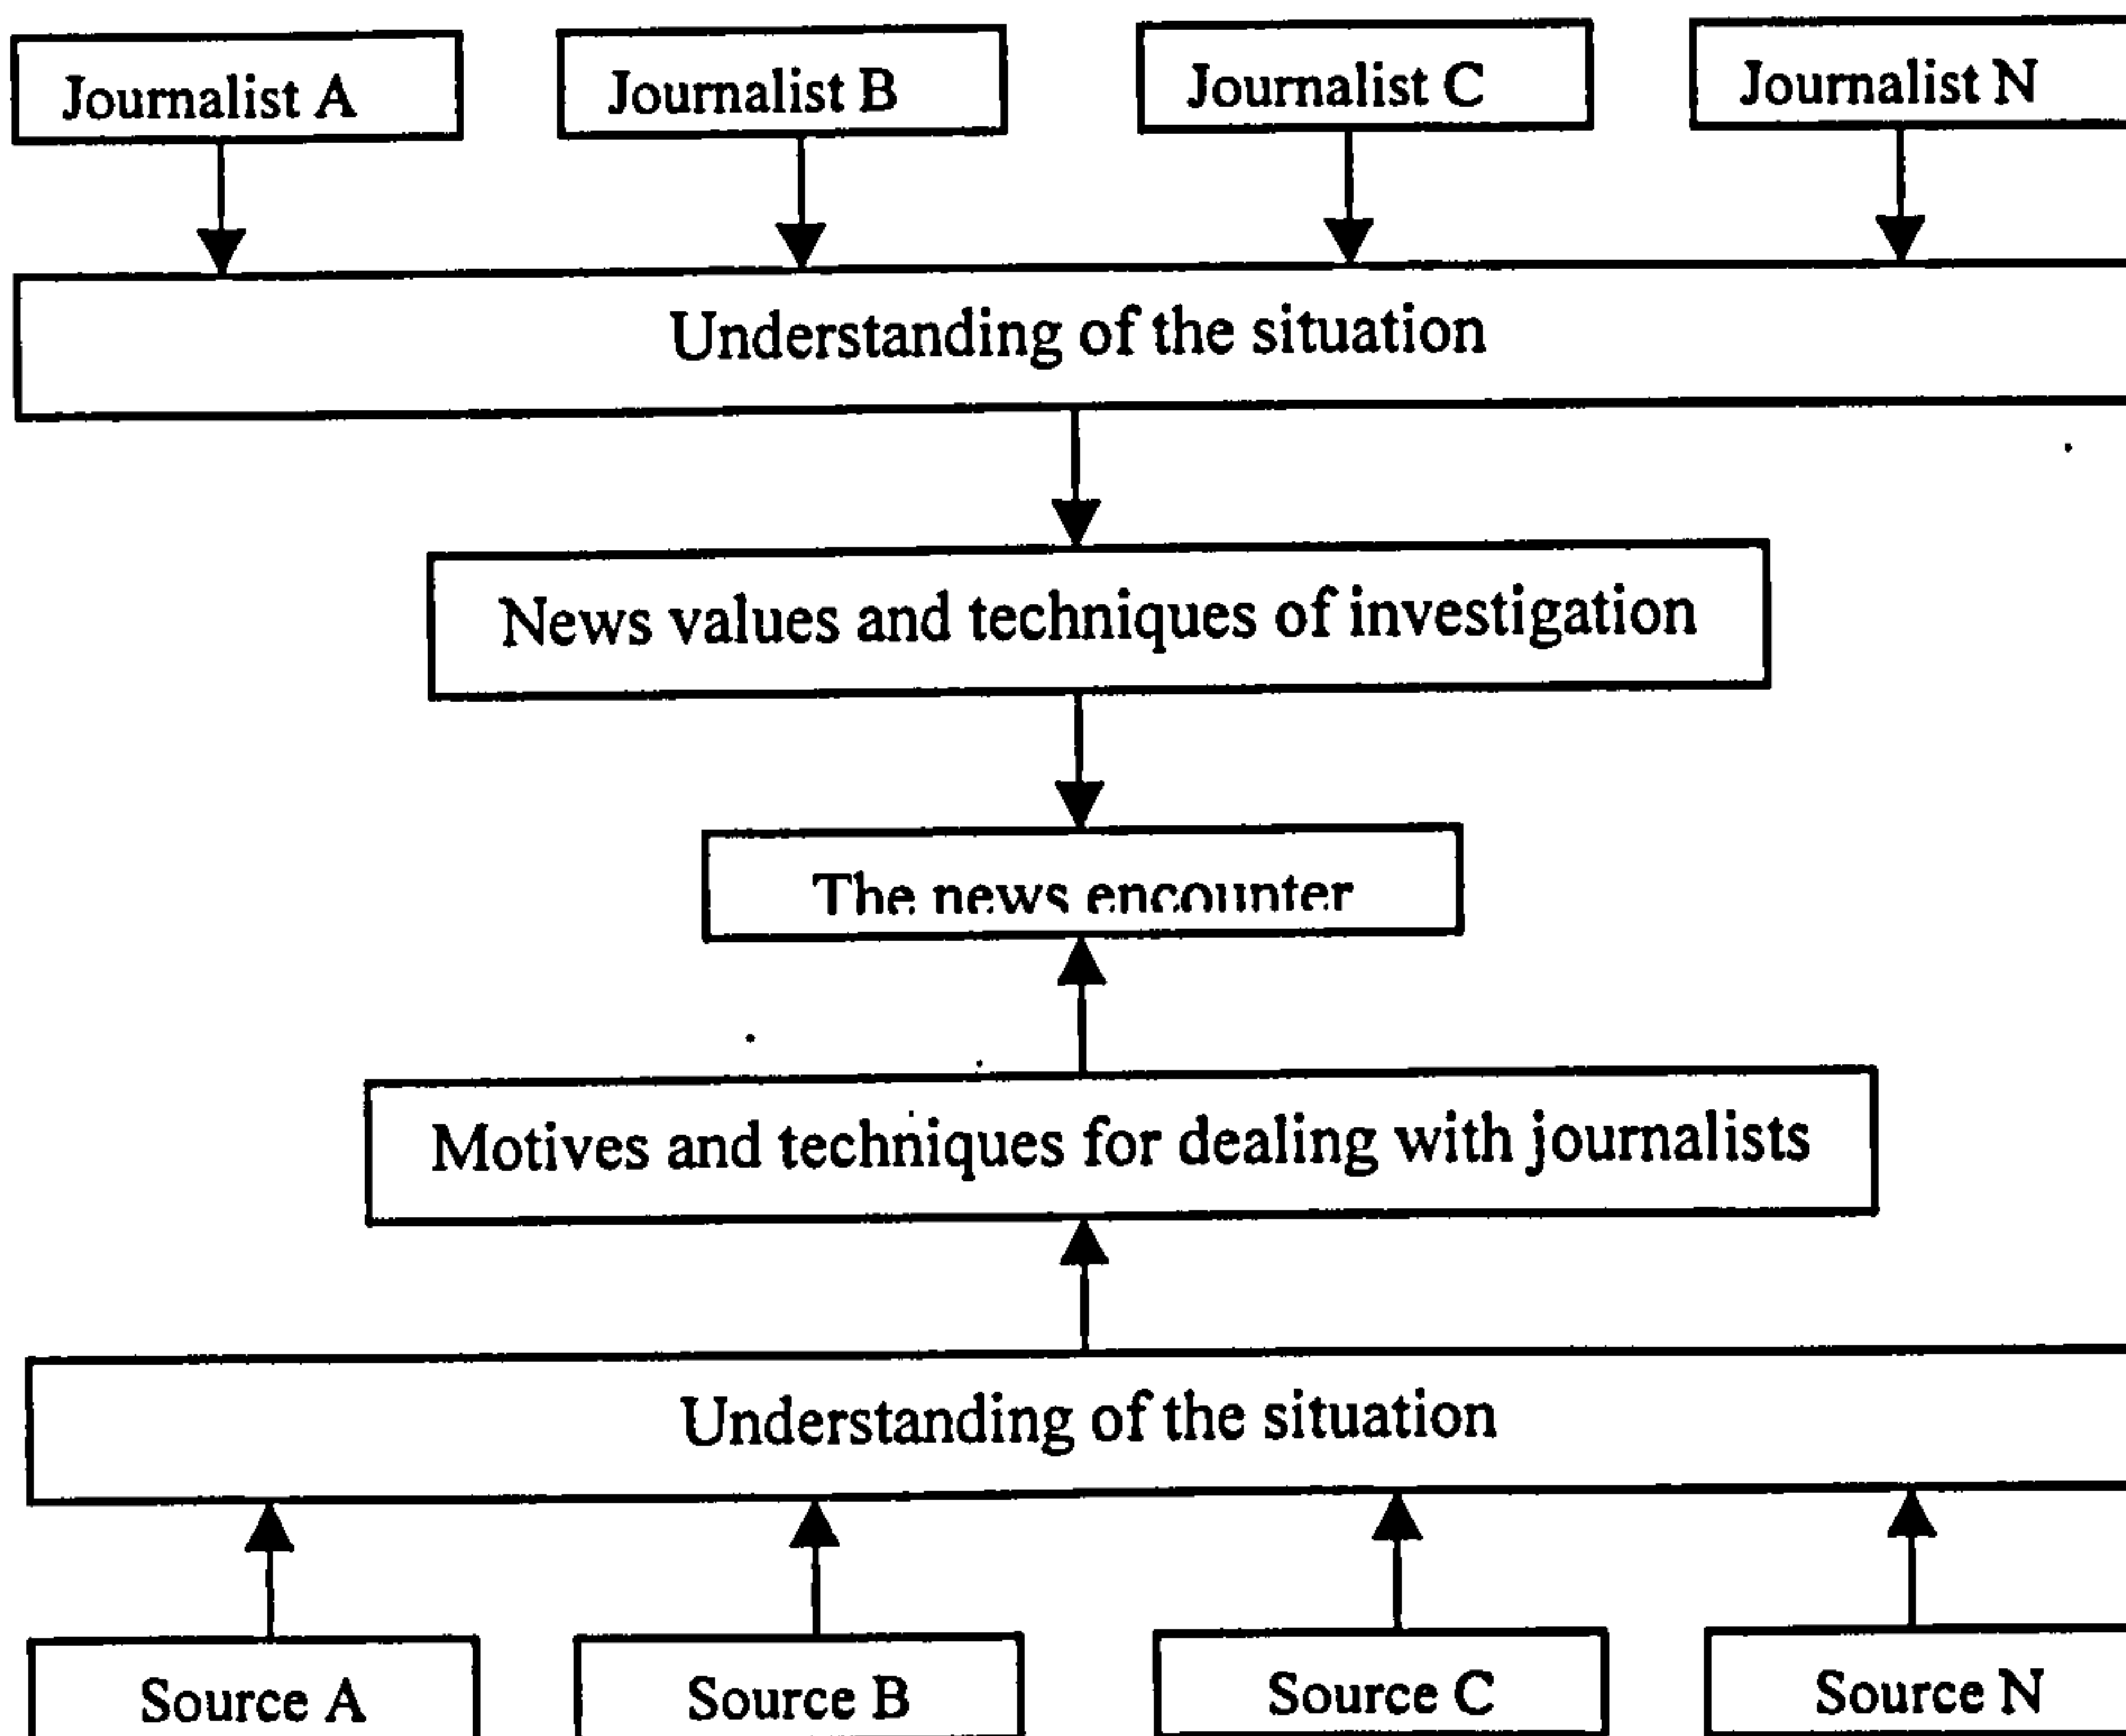 Journalist A
Journalist B
Journalist C
Journalist N
Understanding of the situation
News values and techniques of investigation
The news encounter
Motives and techniques for dealing with journalists
Understanding of the situation
Source A
Source B
Source C
Source N